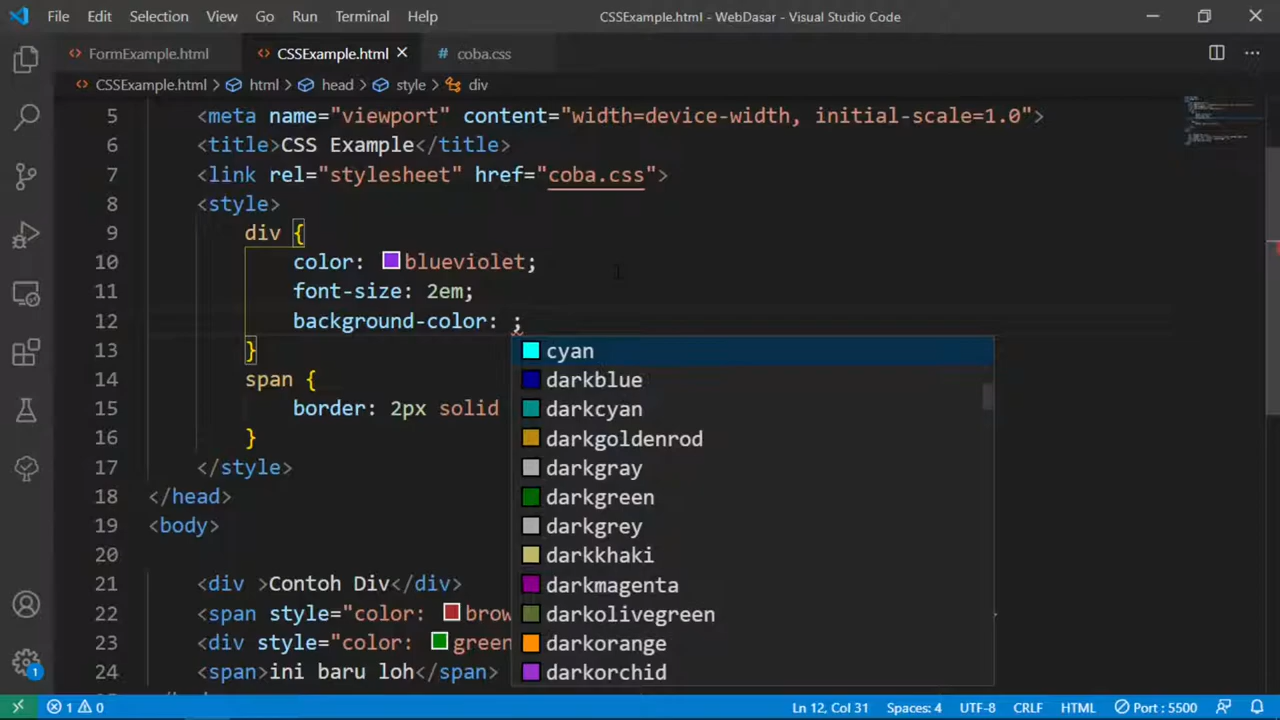 File Edit Selection View Go Run Terminal Help CSSExample.html - WebDasar - Visual Studio Code
FormExample.html CSSExample.html coba.css
CSSExample.html > html > head > style > div
5 <meta name="viewport" content="width=device-width, initial-scale=1.0">
6 <title>CSS Example</title>
7 <link rel="stylesheet" href="coba.css">
8 <style>
9 div {
10 color: blueviolet;
11 font-size: 2em;
12 background-color: ;
13 } cyan
darkblue
14 span {
15 border: 2px solid darkcyan
16 } darkgoldenrod
17 </style> darkgray
18 </head> darkgreen
19 <body> darkgrey
20 darkkhaki
21 <div >Contoh Div</div> darkmagenta
22 <span style="color: brow darkolivegreen
23 <div style="color: green darkorange
24 <span>ini baru loh</span> darkorchid
1 0 Ln 12, Col 31 Spaces: 4 UTF-8 CRLF HTML Port : 5500